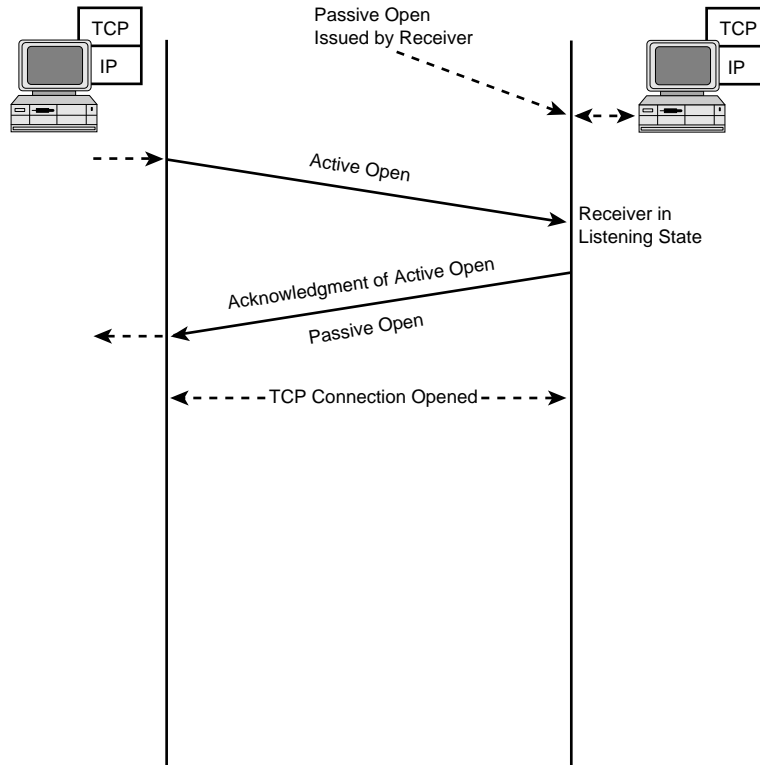 TCP
IP
Passive Open
Issued by Receiver
TCP
IP
Active Open
Receiver in
Listening State
Acknowledgment of Active Open
Passive Open
TCP Connection Opened